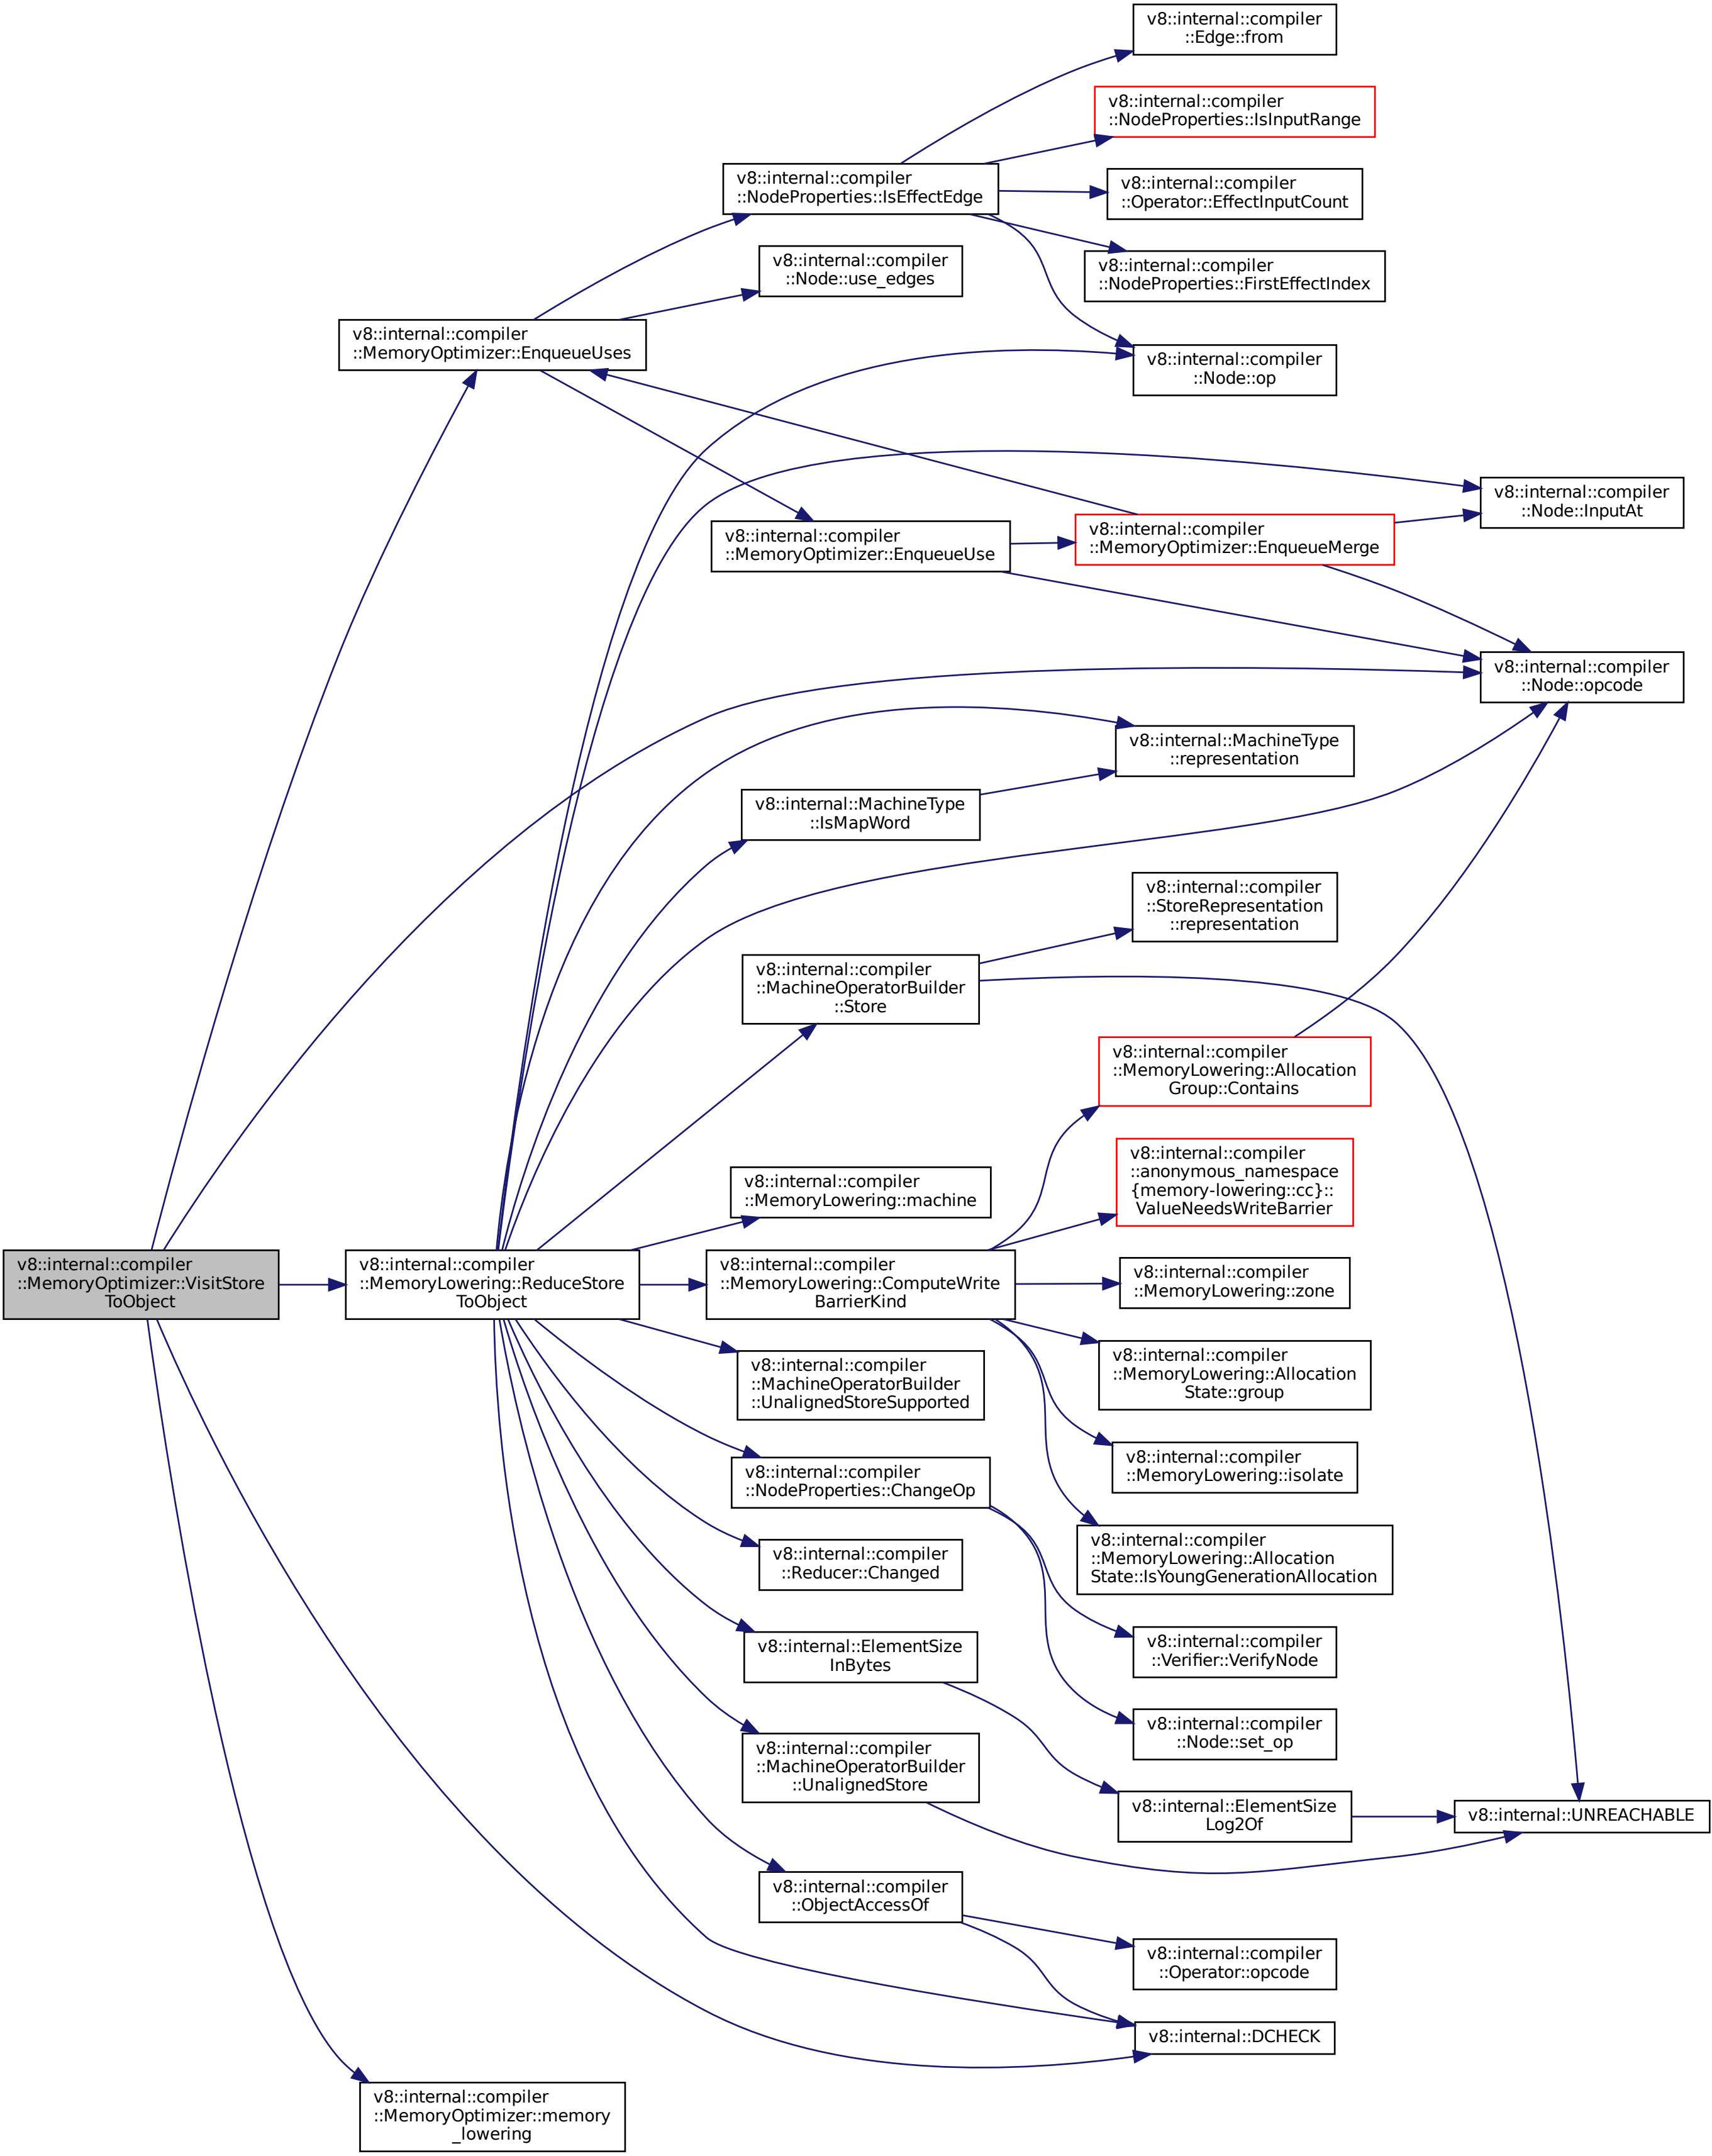 v8::internal::compiler
::Edge::from
v8::internal::compiler
::NodeProperties::IsInputRange
v8::internal::compiler
::NodeProperties::IsEffectEdge
v8::internal::compiler
::Operator::EffectInputCount
v8::internal::compiler
::Node::use_edges
v8::internal::compiler
::NodeProperties::FirstEffectIndex
v8::internal::compiler
::MemoryOptimizer::EnqueueUses
v8::internal::compiler
::Node::op
v8::internal::compiler
::Node::InputAt
v8::internal::compiler
::MemoryOptimizer::EnqueueUse
v8::internal::compiler
::MemoryOptimizer::EnqueueMerge
v8::internal::compiler
::Node::opcode
v8::internal::MachineType
::representation
v8::internal::MachineType
::IsMapWord
v8::internal::compiler
::StoreRepresentation
::representation
v8::internal::compiler
::MachineOperatorBuilder
::Store
v8::internal::compiler
::MemoryLowering::Allocation
Group::Contains
v8::internal::compiler
::anonymous_namespace
{memory-lowering::cc}::
ValueNeedsWriteBarrier
v8::internal::compiler
::MemoryLowering::machine
v8::internal::compiler
::MemoryOptimizer::VisitStore
ToObject
v8::internal::compiler
::MemoryLowering::ReduceStore
ToObject
v8::internal::compiler
::MemoryLowering::ComputeWrite
BarrierKind
v8::internal::compiler
::MemoryLowering::zone
v8::internal::compiler
::MemoryLowering::Allocation
State::group
v8::internal::compiler
::MachineOperatorBuilder
::UnalignedStoreSupported
v8::internal::compiler
::MemoryLowering::isolate
v8::internal::compiler
::NodeProperties::ChangeOp
v8::internal::compiler
::MemoryLowering::Allocation
State::IsYoungGenerationAllocation
v8::internal::compiler
::Reducer::Changed
v8::internal::compiler
::Verifier::VerifyNode
v8::internal::ElementSize
InBytes
v8::internal::compiler
::Node::set_op
v8::internal::compiler
::MachineOperatorBuilder
::UnalignedStore
v8::internal::ElementSize
Log2Of
v8::internal::UNREACHABLE
v8::internal::compiler
::ObjectAccessOf
v8::internal::compiler
::Operator::opcode
v8::internal::DCHECK
v8::internal::compiler
::MemoryOptimizer::memory
_lowering